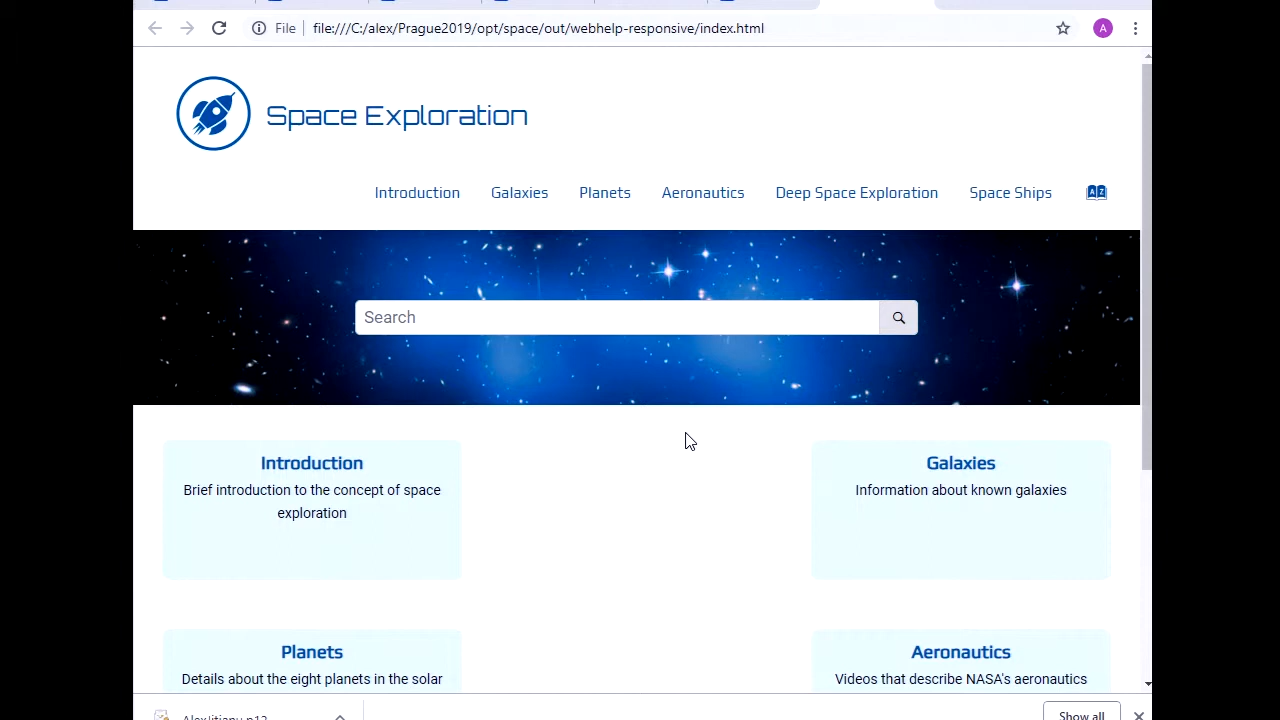 File
file:///C:/alex/Prague2019/opt/space/out/webhelp-responsive/index.html
A
Space Exploration
Introduction Galaxies Planets Aeronautics Deep Space Exploration Space Ships
A Z
Search
Introduction
Brief introduction to the concept of space
exploration
Galaxies
Information about known galaxies
Planets
Details about the eight planets in the solar
Aeronautics
Videos that describe NASA's aeronautics
Show all